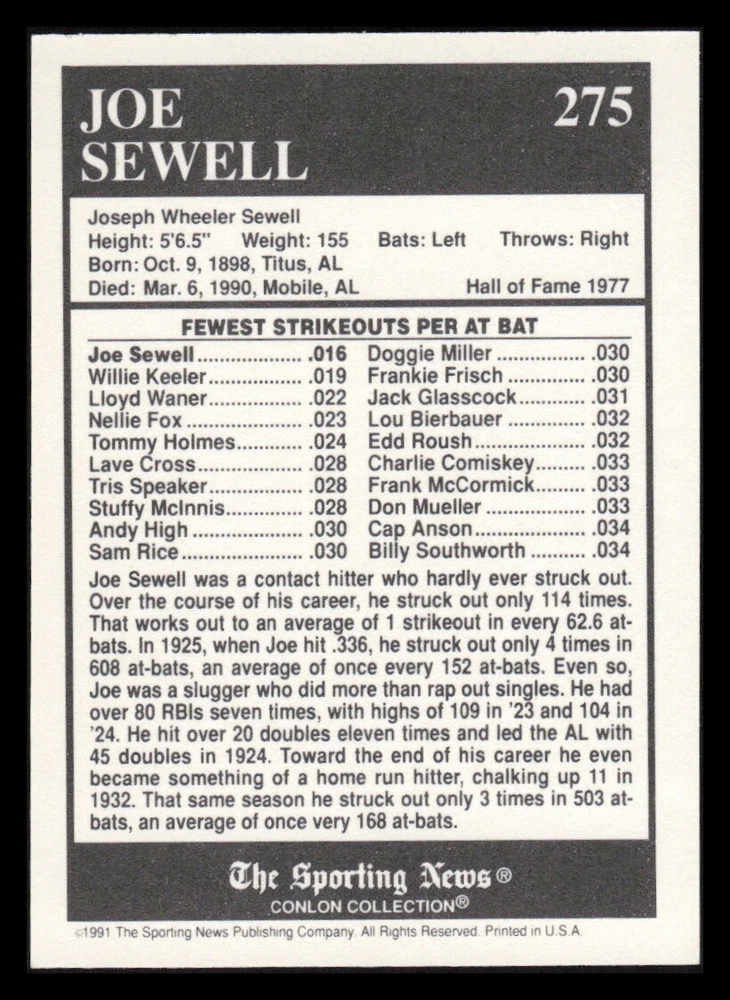 JOE
SEWELL
275
Joseph Wheeler Sewell
Height: 5'6.5" Weight: 155 Bats: Left Throws: Right
Born: Oct. 9, 1898, Titus, AL
Died: Mar. 6, 1990, Mobile, AL Hall of Fame 1977
FEWEST STRIKEOUTS PER AT BAT
Joe Sewell................ .016 Doggie Miller ................ .030
Willie Keeler............... .019 Frankie Frisch .............. .030
Lloyd Waner............... .022 Jack Glasscock............ .031
Nellie Fox .................. .023 Lou Bierbauer .............. .032
Tommy Holmes........... .024 Edd Roush.................. .032
Lave Cross................ .028 Charlie Comiskey......... .033
Tris Speaker............... .028 Frank McCormick......... .033
Stuffy McInnis............. .028 Don Mueller ................. .033
Andy High .................. .030 Cap Anson.................. .034
Sam Rice ................... .030 Billy Southworth .......... .034
Joe Sewell was a contact hitter who hardly ever struck out.
Over the course of his career, he struck out only 114 times.
That works out to an average of 1 strikeout in every 62.6 at-
bats. In 1925, when Joe hit .336, he struck out only 4 times in
608 at-bats, an average of once every 152 at-bats. Even so,
Joe was a slugger who did more than rap out singles. He had
over 80 RBIs seven times, with highs of 109 in '23 and 104 in
'24. He hit over 20 doubles eleven times and led the AL with
45 doubles in 1924. Toward the end of his career he even
became something of a home run hitter, chalking up 11 in
1932. That same season he struck out only 3 times in 503 at-
bats, an average of once very 168 at-bats.
The Sporting News®
CONLON COLLECTION®
©1991 The Sporting News Publishing Company. All Rights Reserved. Printed in U.S.A.